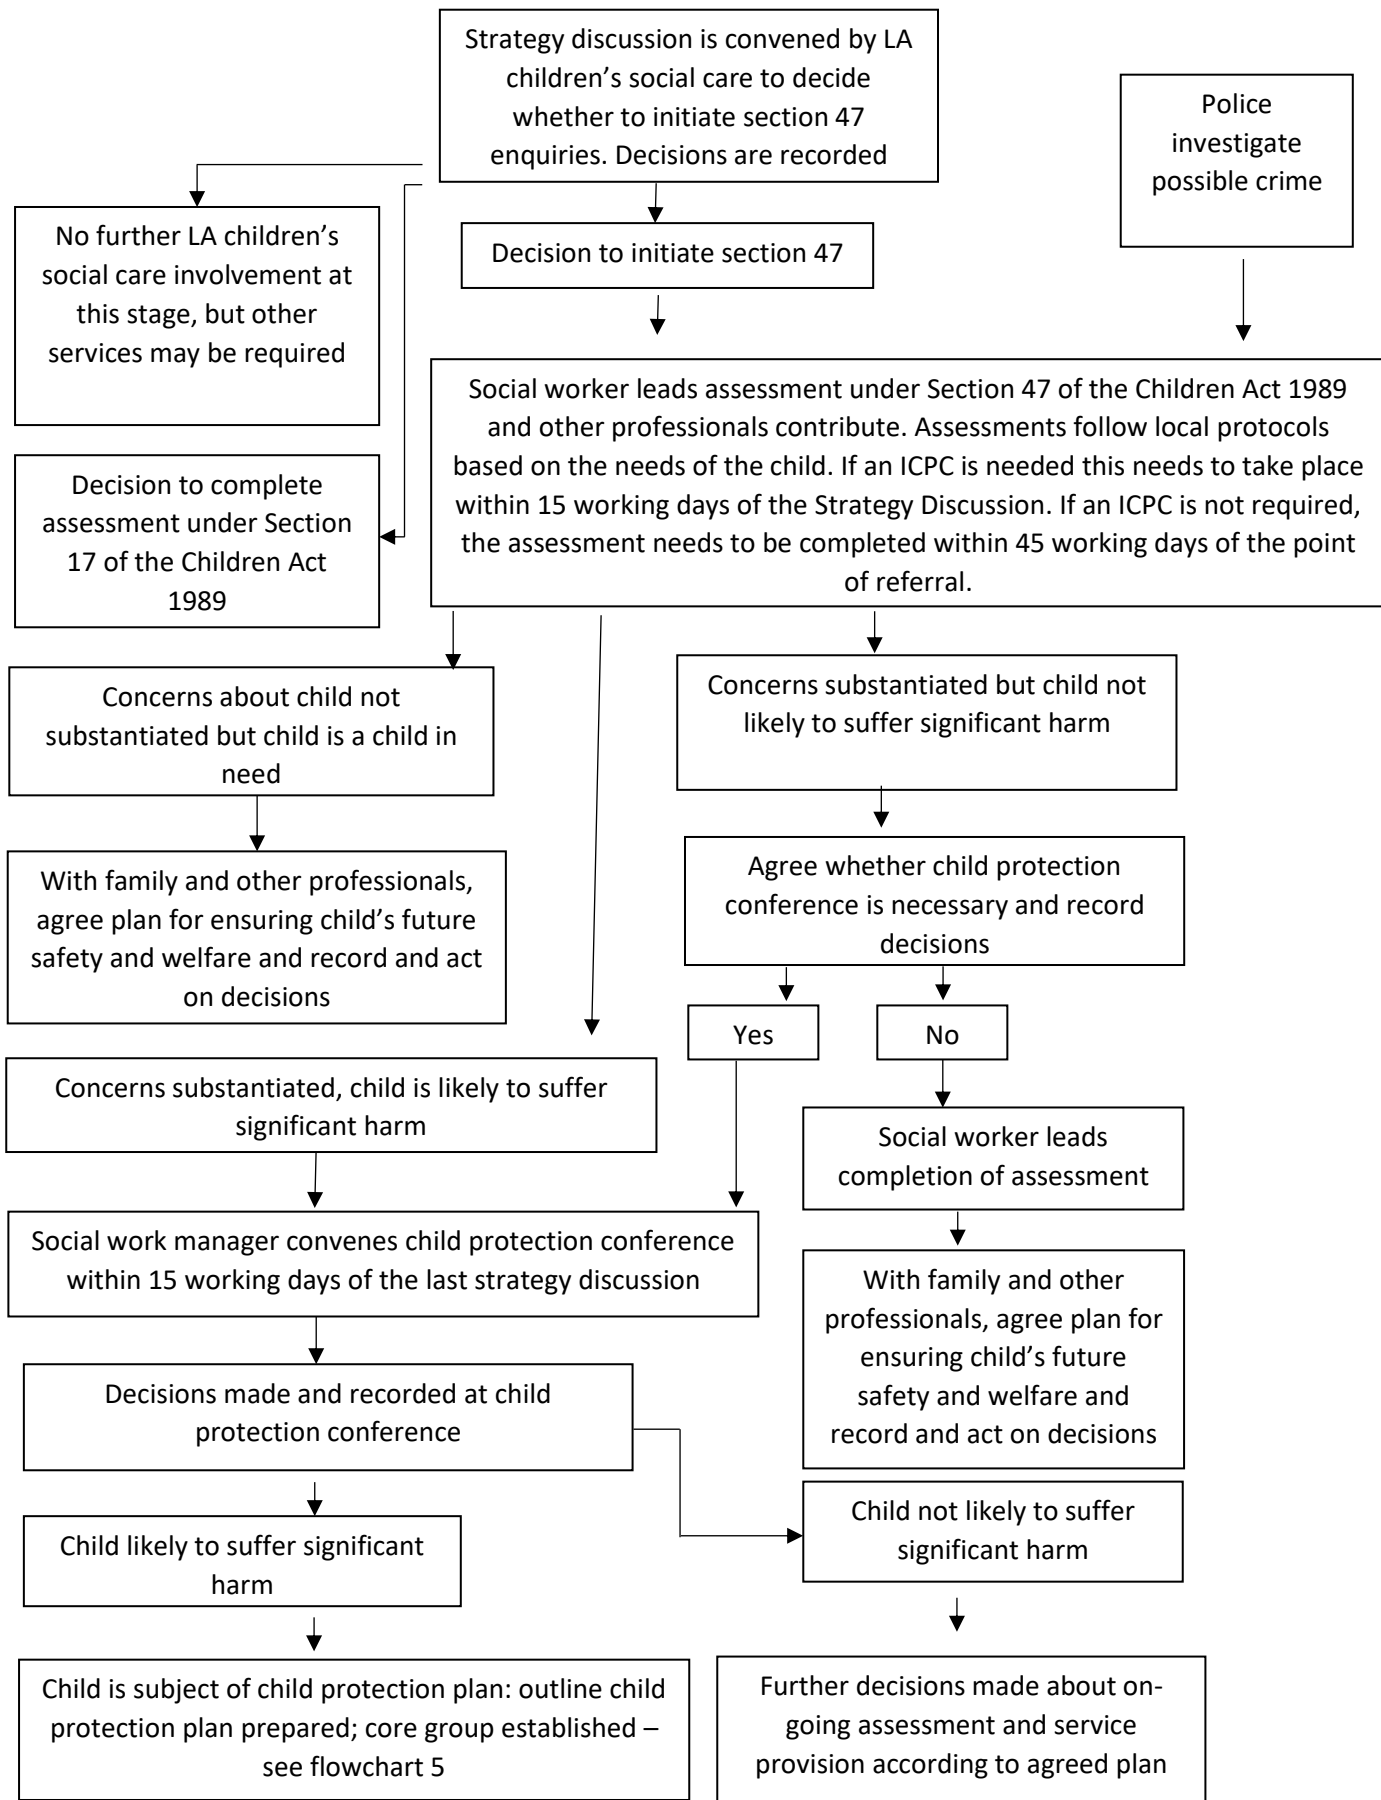 Strategy discussion is convened by LA
children’s social care to decide
whether to initiate section 47
enquiries. Decisions are recorded
Police
investigate
possible crime
No further LA children’s
social care involvement at
this stage, but other
services may be required
Decision to initiate section 47
Social worker leads assessment under Section 47 of the Children Act 1989
and other professionals contribute. Assessments follow local protocols
based on the needs of the child. If an ICPC is needed this needs to take place
within 15 working days of the Strategy Discussion. If an ICPC is not required,
the assessment needs to be completed within 45 working days of the point
of referral.
Decision to complete
assessment under Section
17 of the Children Act
1989
Concerns about child not
substantiated but child is a child in
need
Concerns substantiated but child not
likely to suffer significant harm
With family and other professionals,
agree plan for ensuring child’s future
safety and welfare and record and act
on decisions
Agree whether child protection
conference is necessary and record
decisions
Yes
No
Concerns substantiated, child is likely to suffer
significant harm
Social worker leads
completion of assessment
Social work manager convenes child protection conference
within 15 working days of the last strategy discussion
With family and other
professionals, agree plan for
ensuring child’s future
safety and welfare and
record and act on decisions
Decisions made and recorded at child
protection conference
Child not likely to suffer
significant harm
Child likely to suffer significant
harm
Child is subject of child protection plan: outline child
protection plan prepared; core group established –
see flowchart 5
Further decisions made about on-
going assessment and service
provision according to agreed plan